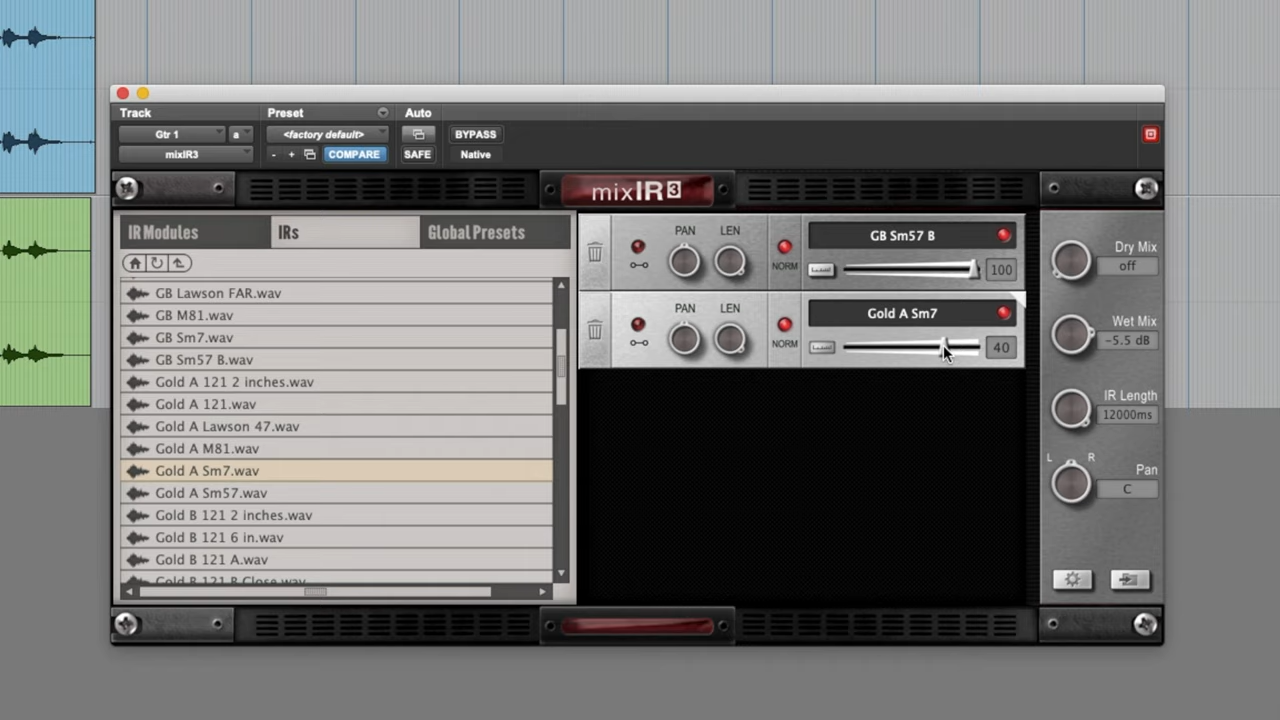 Track
Preset
Auto
Gtr 1
a
<factory default>
BYPASS
mixIR3
- +
COMPARE
SAFE
Native
mixIR3
IR Modules
IRs
Global Presets
GB Lawson FAR.wav
GB M81.wav
GB Sm7.wav
GB Sm57 B.wav
Gold A 121 2 inches.wav
Gold A 121.wav
Gold A Lawson 47.wav
Gold A M81.wav
Gold A Sm7.wav
Gold A Sm57.wav
Gold B 121 2 inches.wav
Gold B 121 6 in.wav
Gold B 121 A.wav
Gold B 121 B Close.wav
PAN
LEN
NORM
GB Sm57 B
100
PAN
LEN
NORM
Gold A Sm7
40
Dry Mix
off
Wet Mix
-5.5 dB
IR Length
12000ms
L R
Pan
C